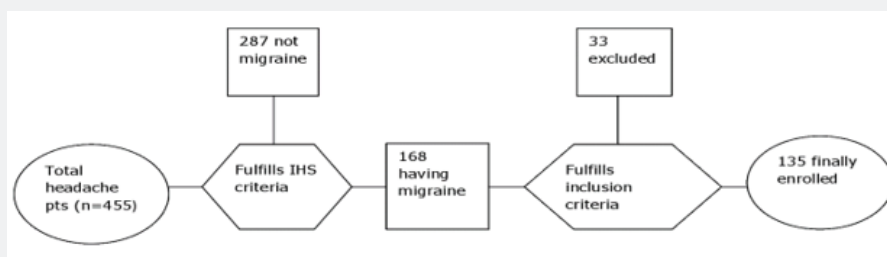 287 not
migraine
33
excluded
Total
headache
pts (n=455)
Fulfills IHS
criteria
168
having
migraine
Fulfills
inclusion
criteria
135 finally
enrolled